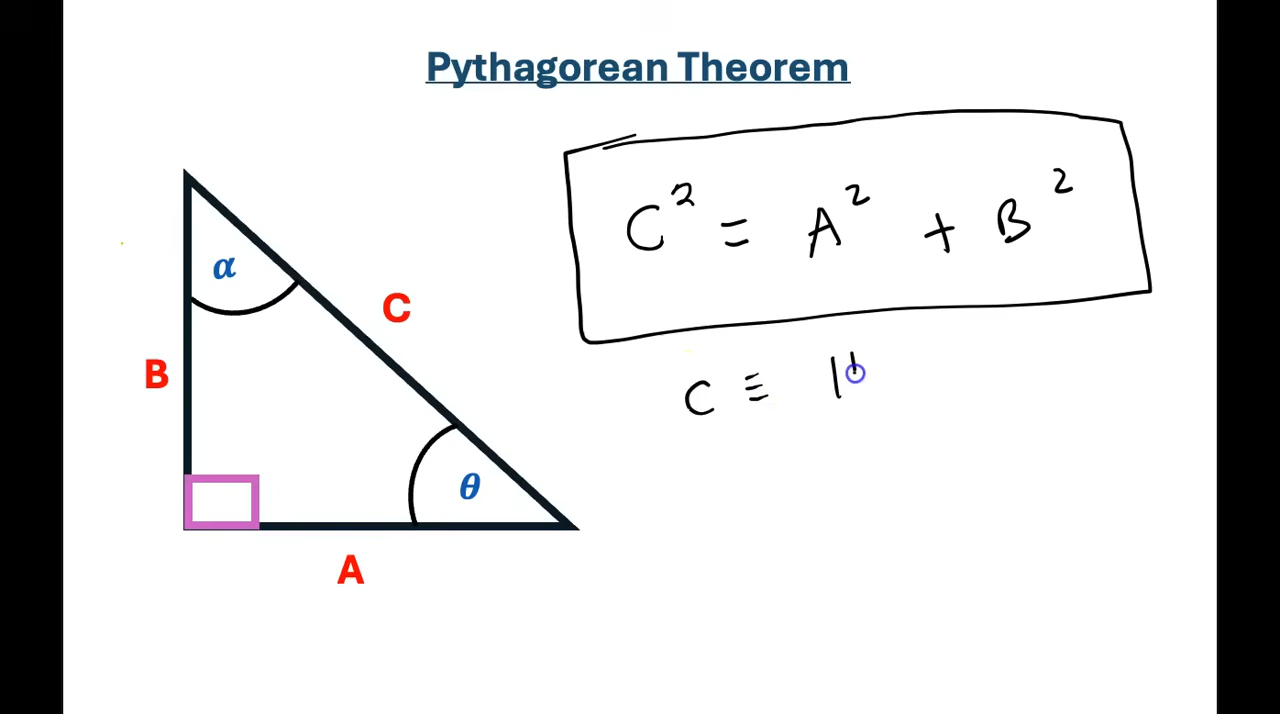 Pythagorean Theorem
C² = A² + B²
α
C
B
C ≡
θ
A